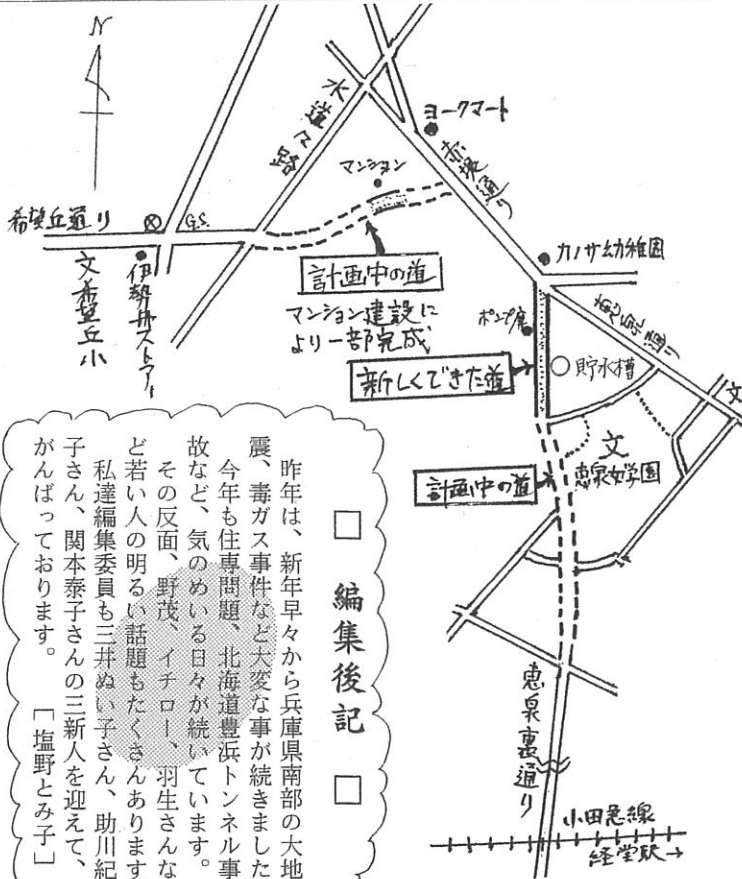 N
水道々路
ヨークマート
赤堤通り
マンション
希望丘通り
G.S.
伊勢丼ストアー
文希望丘小
計画中の道
マンション建設に
より一部完成
カノサ幼稚園
ポンプ庫
恵泉通り
新しくできた道
貯水槽
文
文
恵泉女学園
計画中の道
恵泉裏通り
小田急線
経堂駅→
□ 編集後記 □
昨年は、新年早々から兵庫県南部の大地
震、毒ガス事件など大変な事が続きました
今年も住専問題、北海道豊浜トンネル事
故など、気のめいる日々が続いています。
その反面、野茂、イチロー、羽生さんな
ど若い人の明るい話題もたくさんあります
私達編集委員も三井ぬい子さん、助川紀
子さん、関本泰子さんの三新人を迎えて、
がんばっております。 [塩野とみ子]